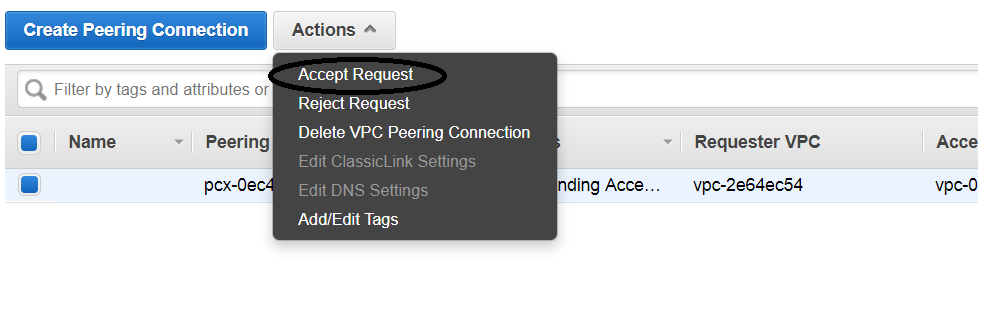 Create Peering Connection Actions
Accept Request
Filter by tags and attributes or
Reject Request
Delete VPC Peering Connection
Name Peering s Requester VPC Acce
Edit ClassicLink Settings
pcx-0ec4 nding Acce… vpc-2e64ec54 vpc-0
Edit DNS Settings
Add/Edit Tags